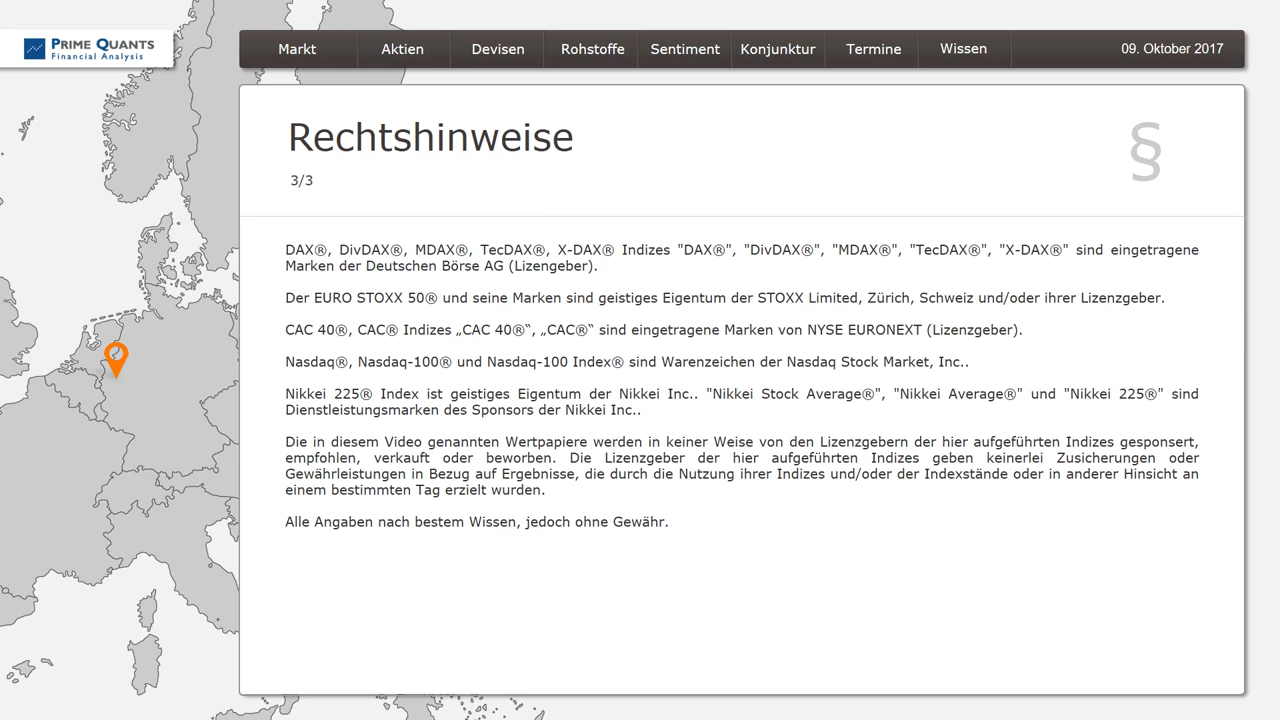 PRIME QUANTS
Financial Analysis
Markt Aktien Devisen Rohstoffe Sentiment Konjunktur Termine Wissen 09. Oktober 2017
Rechtshinweise
§
3/3
DAX®, DivDAX®, MDAX®, TecDAX®, X-DAX® Indizes "DAX®", "DivDAX®", "MDAX®", "TecDAX®", "X-DAX®" sind eingetragene
Marken der Deutschen Börse AG (Lizengeber).
Der EURO STOXX 50® und seine Marken sind geistiges Eigentum der STOXX Limited, Zürich, Schweiz und/oder ihrer Lizenzgeber.
CAC 40®, CAC® Indizes „CAC 40®“, „CAC®“ sind eingetragene Marken von NYSE EURONEXT (Lizenzgeber).
Nasdaq®, Nasdaq-100® und Nasdaq-100 Index® sind Warenzeichen der Nasdaq Stock Market, Inc..
Nikkei 225® Index ist geistiges Eigentum der Nikkei Inc.. "Nikkei Stock Average®", "Nikkei Average®" und "Nikkei 225®" sind
Dienstleistungsmarken des Sponsors der Nikkei Inc..
Die in diesem Video genannten Wertpapiere werden in keiner Weise von den Lizenzgebern der hier aufgeführten Indizes gesponsert,
empfohlen, verkauft oder beworben. Die Lizenzgeber der hier aufgeführten Indizes geben keinerlei Zusicherungen oder
Gewährleistungen in Bezug auf Ergebnisse, die durch die Nutzung ihrer Indizes und/oder der Indexstände oder in anderer Hinsicht an
einem bestimmten Tag erzielt wurden.
Alle Angaben nach bestem Wissen, jedoch ohne Gewähr.